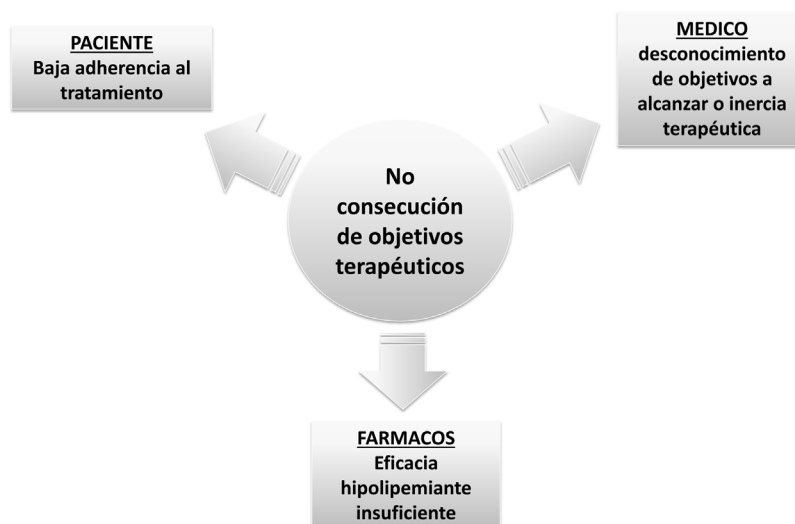 PACIENTE
Baja adherencia al
tratamiento
MEDICO
desconocimiento
de objetivos a
alcanzar o inercia
terapéutica
No
consecución
de objetivos
terapéuticos
FARMACOS
Eficacia
hipolipemiante
insuficiente